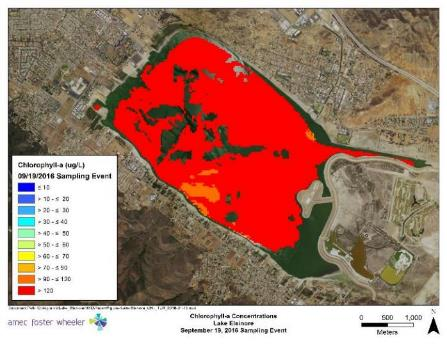 Chlorophyll-a (ug/L)
09/19/2016 Sampling Event
≤ 10
> 10 - ≤ 20
> 20 - ≤ 30
> 30 - ≤ 40
> 40 - ≤ 50
> 50 - ≤ 60
> 60 - ≤ 70
> 70 - ≤ 90
> 90 - ≤ 120
> 120
amec foster wheeler
Chlorophyll-a Concentrations
Lake Elsinore
September 19, 2016 Sampling Event
0 500 1,000
Meters